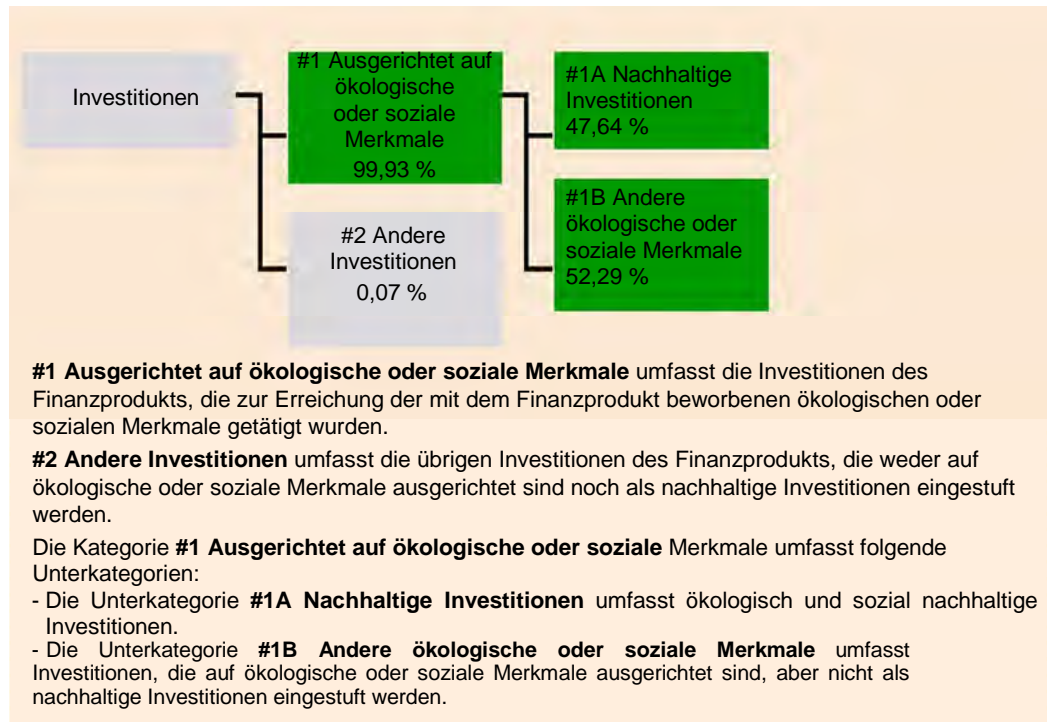 Investitionen
#1 Ausgerichtet auf
ökologische
oder soziale
Merkmale
99,93 %
#2 Andere
Investitionen
0,07 %
#1A Nachhaltige
Investitionen
47,64 %
#1B Andere
ökologische oder
soziale Merkmale
52,29 %
#1 Ausgerichtet auf ökologische oder soziale Merkmale umfasst die Investitionen des
Finanzprodukts, die zur Erreichung der mit dem Finanzprodukt beworbenen ökologischen oder
sozialen Merkmale getätigt wurden.
#2 Andere Investitionen umfasst die übrigen Investitionen des Finanzprodukts, die weder auf
ökologische oder soziale Merkmale ausgerichtet sind noch als nachhaltige Investitionen eingestuft
werden.
Die Kategorie #1 Ausgerichtet auf ökologische oder soziale Merkmale umfasst folgende
Unterkategorien:
- Die Unterkategorie #1A Nachhaltige Investitionen umfasst ökologisch und sozial nachhaltige
Investitionen.
- Die Unterkategorie #1B Andere ökologische oder soziale Merkmale umfasst
Investitionen, die auf ökologische oder soziale Merkmale ausgerichtet sind, aber nicht als
nachhaltige Investitionen eingestuft werden.